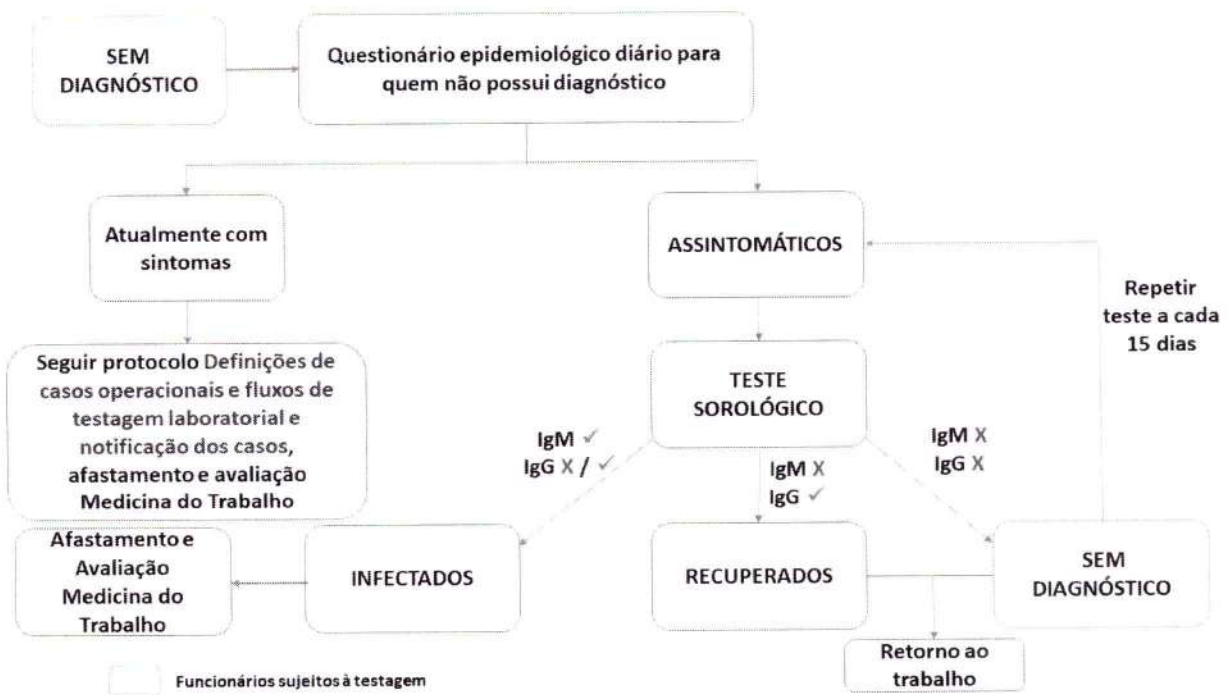 SEM
DIAGNÓSTICO
Questionário epidemiológico diário para
quem não possui diagnóstico
Atualmente com
sintomas
ASSINTOMÁTICOS
Repetir
teste a cada
15 dias
Seguir protocolo Definições de
casos operacionais e fluxos de
testagem laboratorial e
notificação dos casos,
afastamento e avaliação
Medicina do Trabalho
TESTE
SOROLÓGICO
IgM ✓
IgG X / ✓
IgM X
IgG ✓
IgM X
IgG X
Afastamento e
Avaliação
Medicina do
Trabalho
INFECTADOS
RECUPERADOS
SEM
DIAGNÓSTICO
Retorno ao
trabalho
Funcionários sujeitos à testagem